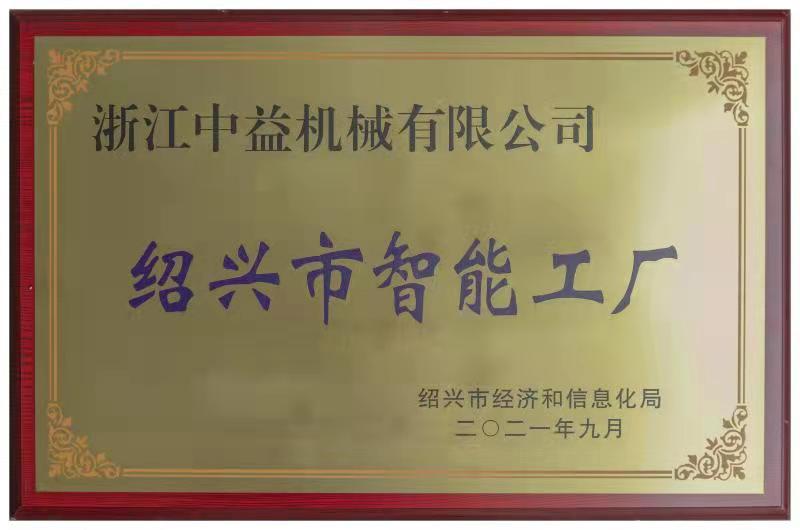 浙江中益机械有限公司
绍兴市智能工厂
绍兴市经济和信息化局
二〇二一年九月